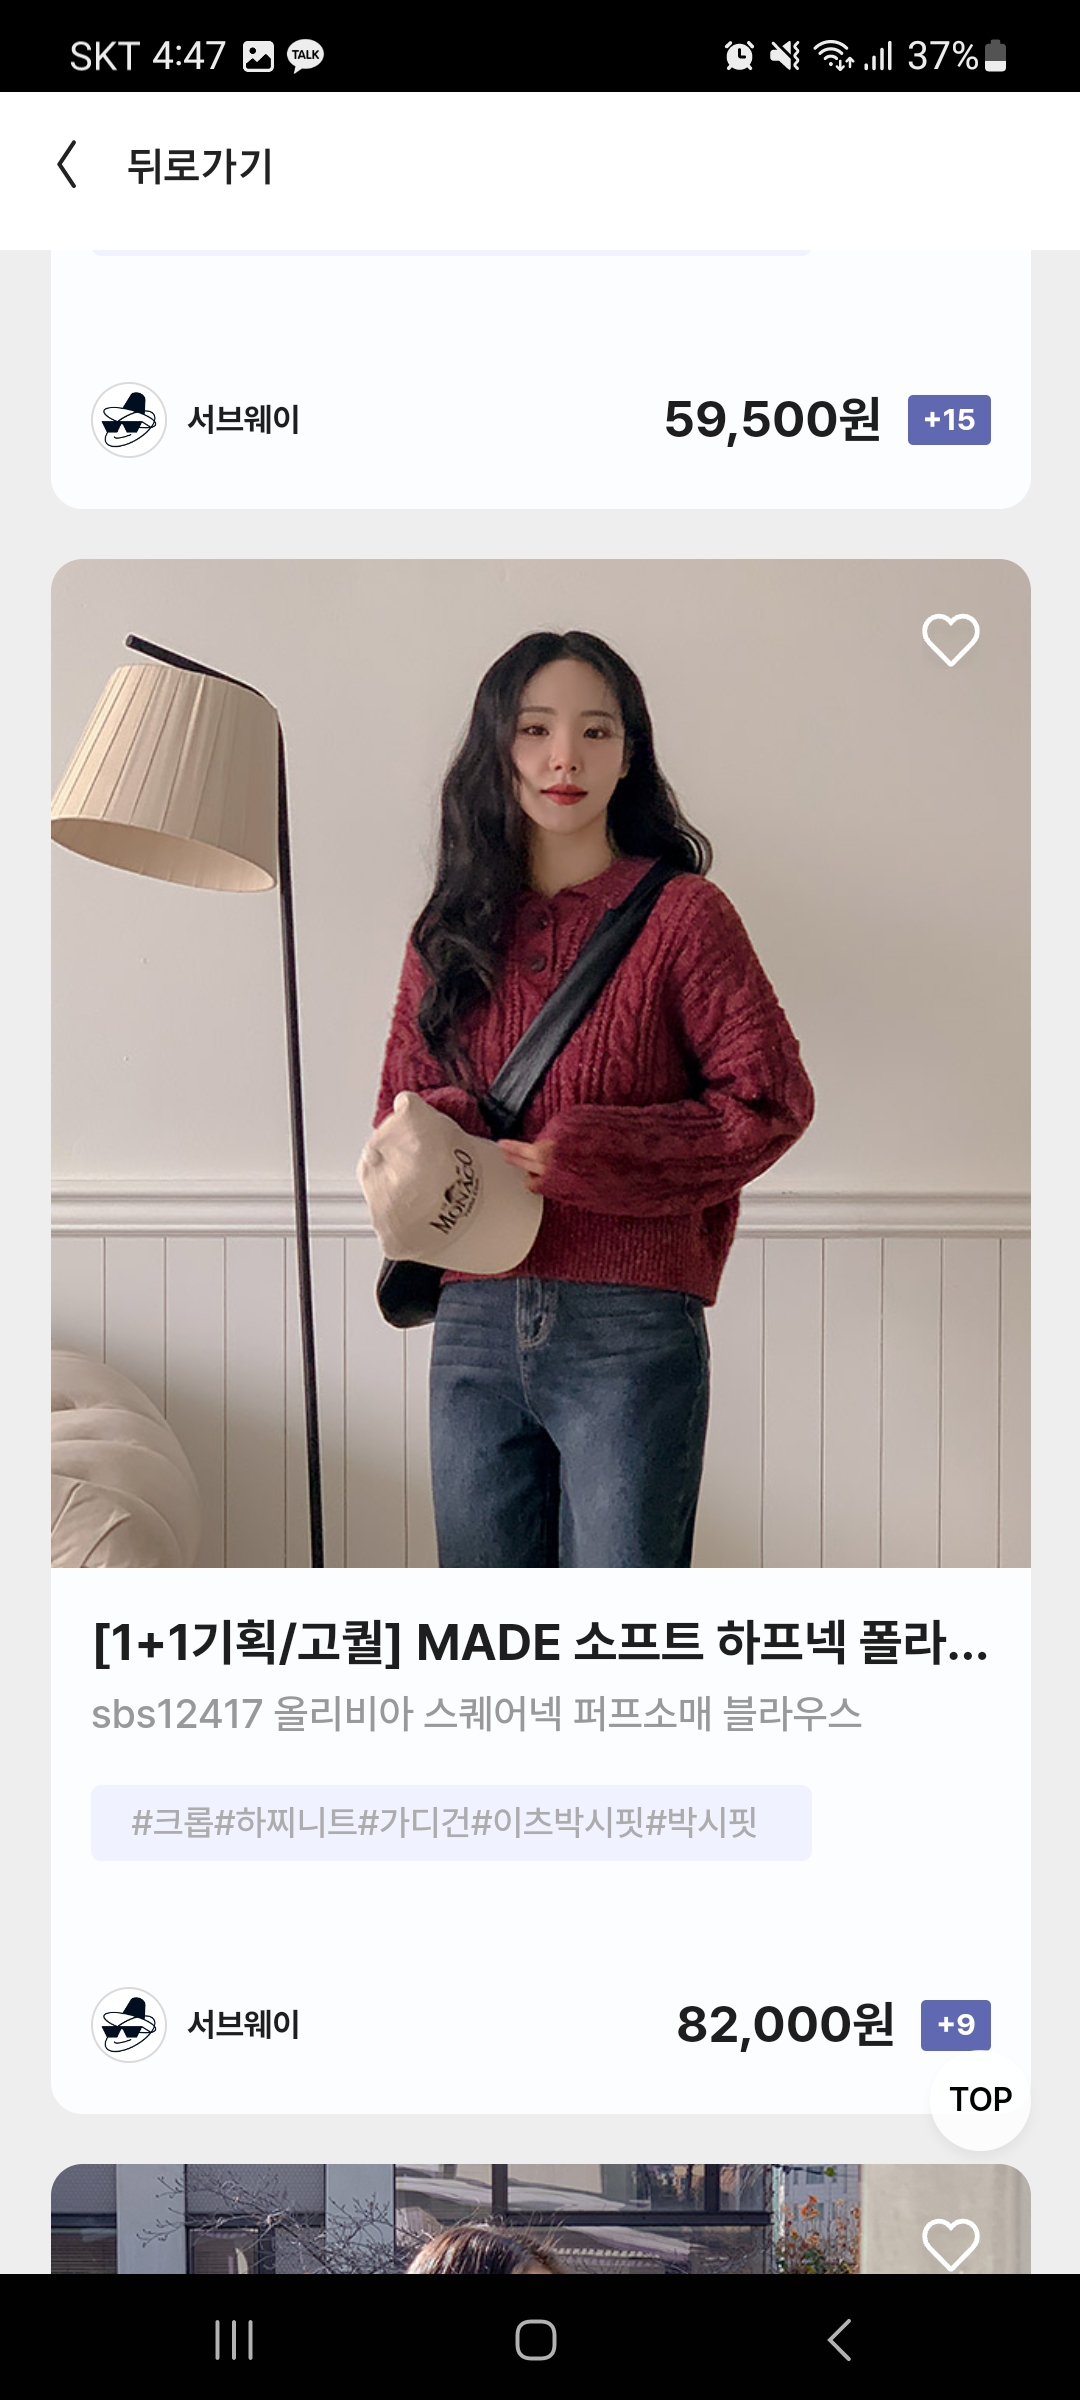 SKT 4:47 TALK 37%
뒤로가기
서브웨이 59,500원 +15
MONACO
[1+1기획/고퀄] MADE 소프트 하프넥 폴라...
sbs12417 올리비아 스퀘어넥 퍼프소매 블라우스
#크롭#하찌니트#가디건#이츠박시핏#박시핏
서브웨이 82,000원 +9
TOP